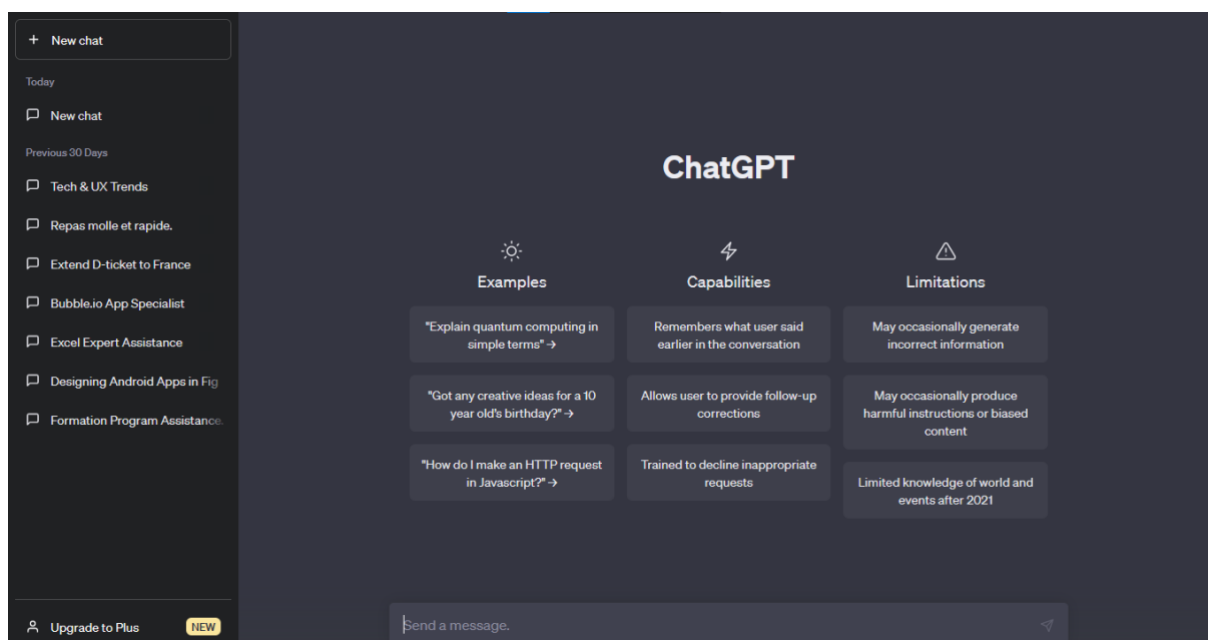 + New chat
Today
New chat
Previous 30 Days
Tech & UX Trends
Repas molle et rapide.
Extend D-ticket to France
Bubble.io App Specialist
Excel Expert Assistance
Designing Android Apps in Fig
Formation Program Assistance.
Upgrade to Plus
NEW
ChatGPT
Examples
"Explain quantum computing in
simple terms" →
"Got any creative ideas for a 10
year old's birthday?" →
"How do I make an HTTP request
in Javascript?" →
Capabilities
Remembers what user said
earlier in the conversation
Allows user to provide follow-up
corrections
Trained to decline inappropriate
requests
Limitations
May occasionally generate
incorrect information
May occasionally produce
harmful instructions or biased
content
Limited knowledge of world and
events after 2021
Send a message.